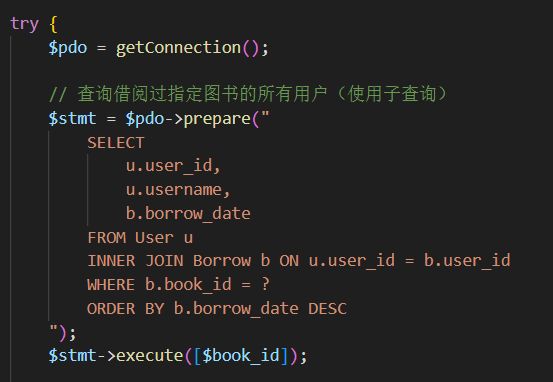 try {
$pdo = getConnection();
// 查询借阅过指定图书的所有用户（使用子查询）
$stmt = $pdo->prepare("
SELECT
u.user_id,
u.username,
b.borrow_date
FROM User u
INNER JOIN Borrow b ON u.user_id = b.user_id
WHERE b.book_id = ?
ORDER BY b.borrow_date DESC
");
$stmt->execute([$book_id]);